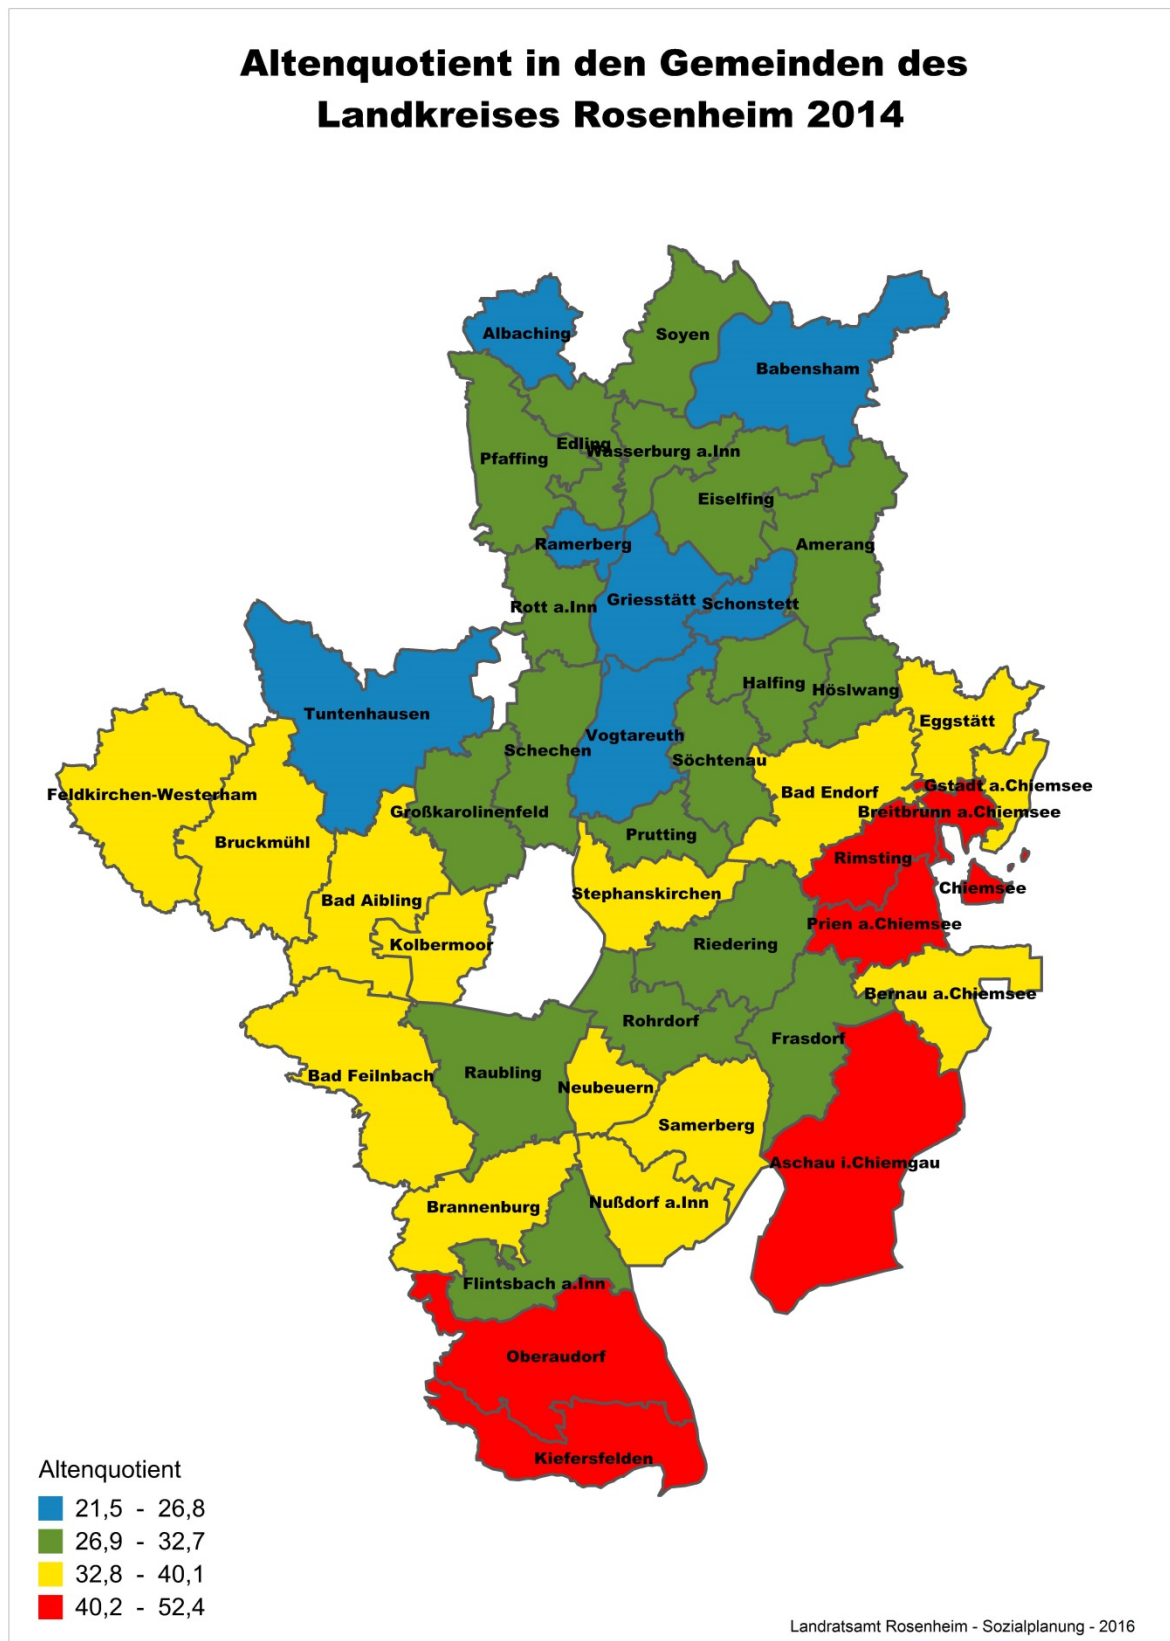 Altenquotient in den Gemeinden des
Landkreises Rosenheim 2014
Albaching
Soyen
Babensham
Edling
Wasserburg a.Inn
Pfaffing
Eiselfing
Ramerberg
Amerang
Griesstätt
Schonstett
Rott a.Inn
Halfing
Höslwang
Tuntenhausen
Eggstätt
Vogtareuth
Schechen
Söchtenau
Gstadt a.Chiemsee
Feldkirchen-Westerham
Bad Endorf
Großkarolinenfeld
Breitbrunn a.Chiemsee
Prutting
Bruckmühl
Rimsting
Chiemsee
Stephanskirchen
Bad Aibling
Prien a.Chiemsee
Kolbermoor
Riedering
Bernau a.Chiemsee
Rohrdorf
Frasdorf
Raubling
Bad Feilnbach
Neubeuern
Samerberg
Aschau i.Chiemgau
Nußdorf a.Inn
Brannenburg
Flintsbach a.Inn
Oberaudorf
Kiefersfelden
Altenquotient
21,5 - 26,8
26,9 - 32,7
32,8 - 40,1
40,2 - 52,4
Landratsamt Rosenheim - Sozialplanung - 2016